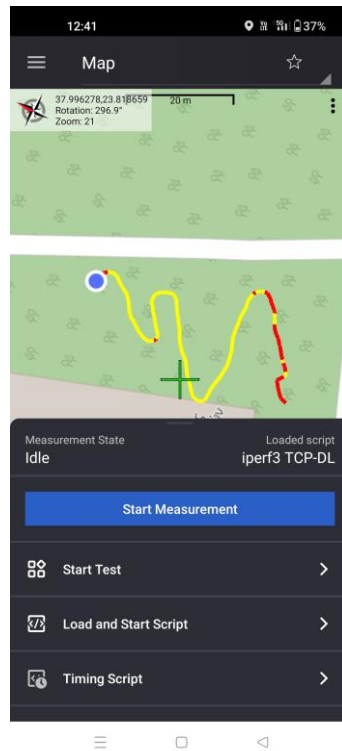 12:41
37%
Map
37.996278,23.818659
Rotation: 296.9°
Zoom: 21
20 m
Measurement State
Loaded script
Idle
iperf3 TCP-DL
Start Measurement
Start Test
Load and Start Script
Timing Script